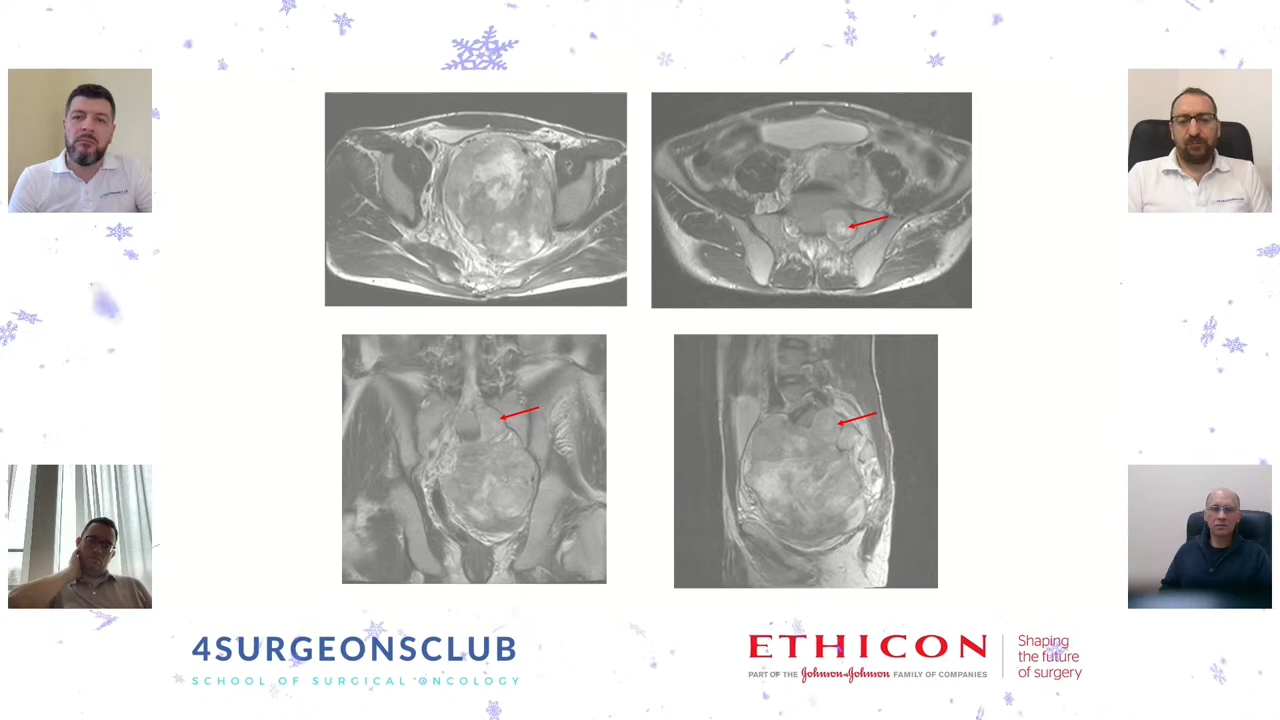 4SURGEONSCLUB
SCHOOL OF SURGICAL ONCOLOGY
ETHICON
PART OF THE Johnson&Johnson FAMILY OF COMPANIES
Shaping
the future
of surgery